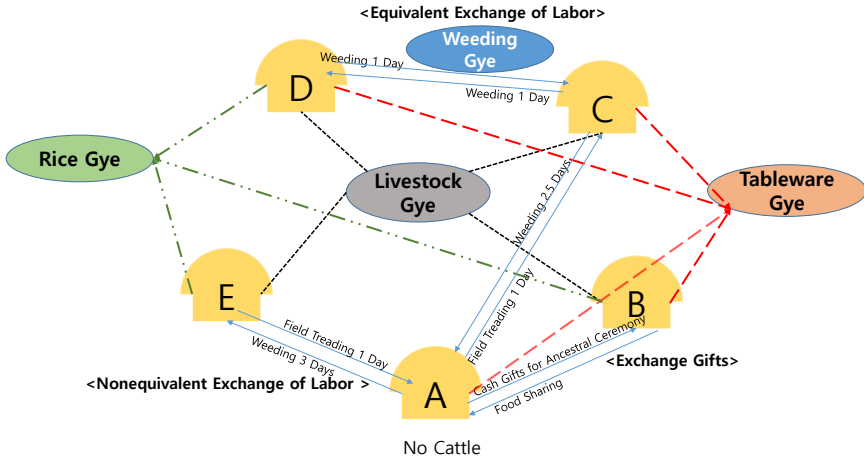 <Equivalent Exchange of Labor>
Weeding
Gye
Weeding 1 Day
Weeding 1 Day
D
C
Rice Gye
Livestock
Gye
Tableware
Gye
Weeding 2.5 Days
Field Treading 1 Day
E
B
Field Treading 1 Day
Weeding 3 Days
Cash Gifts for Ancestral Ceremony
Food Sharing
<Exchange Gifts>
<Nonequivalent Exchange of Labor >
A
No Cattle